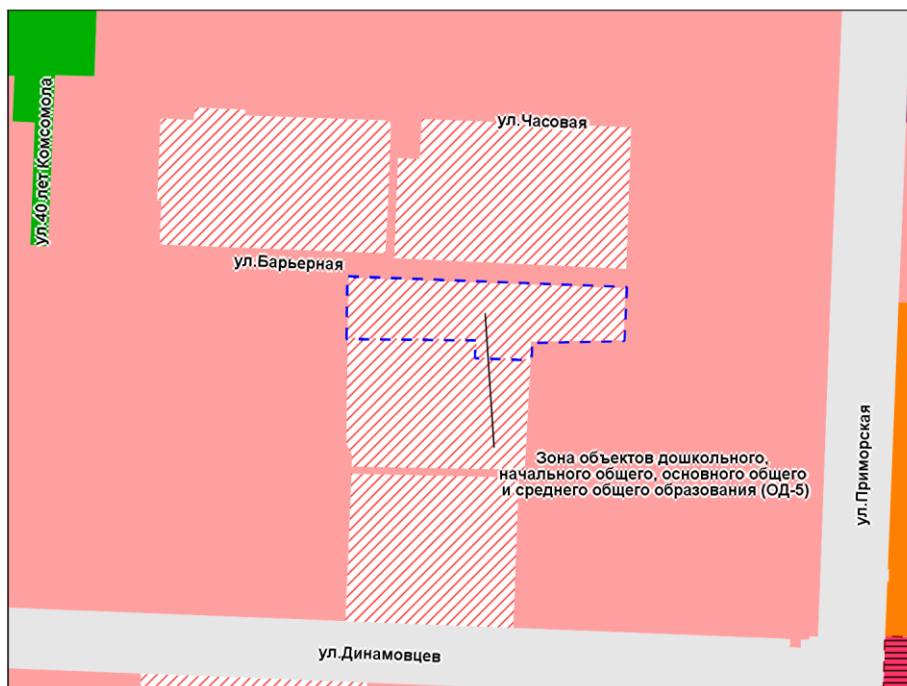 ул.Часовая
ул.40 лет Комсомола
ул.Барьерная
Зона объектов дошкольного,
начального общего, основного общего
и среднего общего образования (ОД-5)
ул.Приморская
ул.Динамовцев